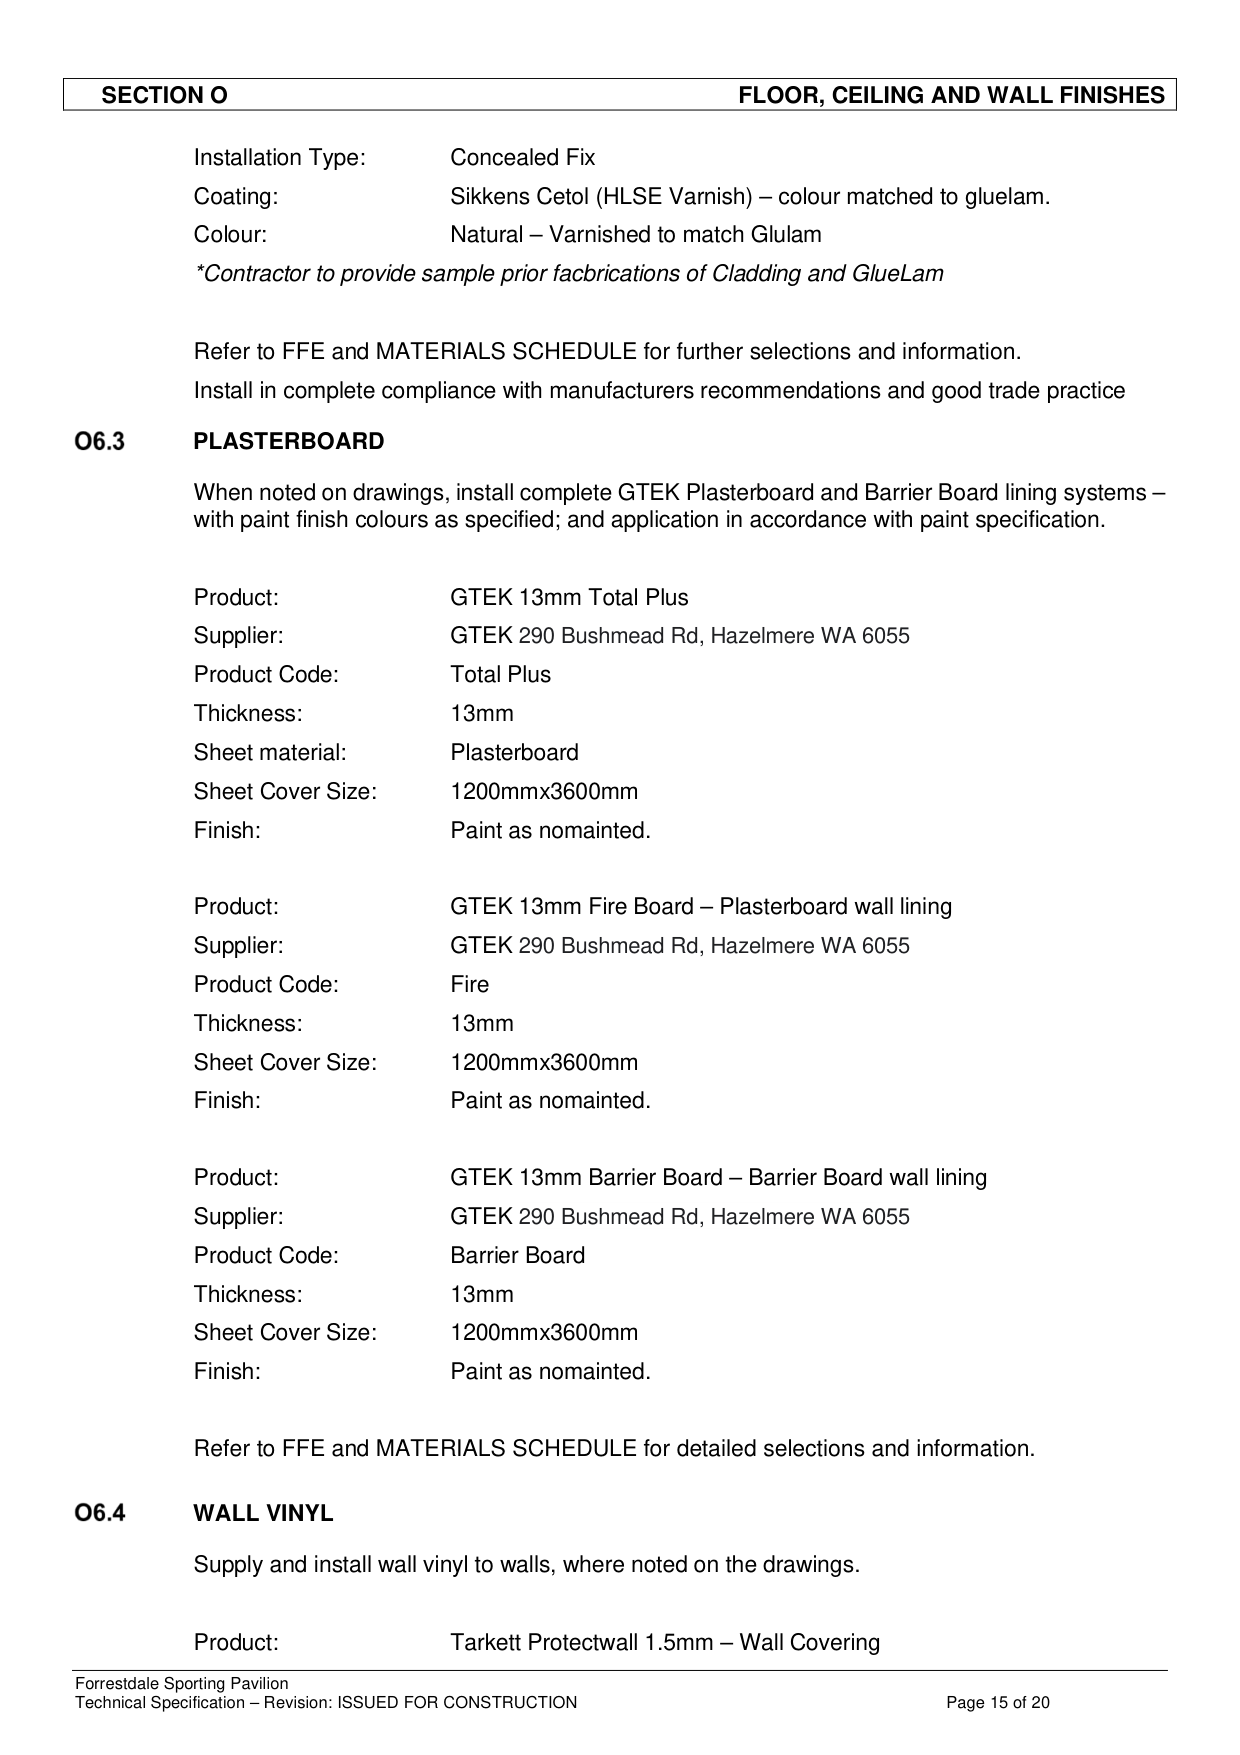 SECTION O FLOOR, CEILING AND WALL FINISHES
Installation Type: Concealed Fix
Coating: Sikkens Cetol (HLSE Varnish) – colour matched to gluelam.
Colour: Natural – Varnished to match Glulam
*Contractor to provide sample prior facbrications of Cladding and GlueLam
Refer to FFE and MATERIALS SCHEDULE for further selections and information.
Install in complete compliance with manufacturers recommendations and good trade practice
O6.3 PLASTERBOARD
When noted on drawings, install complete GTEK Plasterboard and Barrier Board lining systems –
with paint finish colours as specified; and application in accordance with paint specification.
Product: GTEK 13mm Total Plus
Supplier: GTEK 290 Bushmead Rd, Hazelmere WA 6055
Product Code: Total Plus
Thickness: 13mm
Sheet material: Plasterboard
Sheet Cover Size: 1200mmx3600mm
Finish: Paint as nomainted.
Product: GTEK 13mm Fire Board – Plasterboard wall lining
Supplier: GTEK 290 Bushmead Rd, Hazelmere WA 6055
Product Code: Fire
Thickness: 13mm
Sheet Cover Size: 1200mmx3600mm
Finish: Paint as nomainted.
Product: GTEK 13mm Barrier Board – Barrier Board wall lining
Supplier: GTEK 290 Bushmead Rd, Hazelmere WA 6055
Product Code: Barrier Board
Thickness: 13mm
Sheet Cover Size: 1200mmx3600mm
Finish: Paint as nomainted.
Refer to FFE and MATERIALS SCHEDULE for detailed selections and information.
O6.4 WALL VINYL
Supply and install wall vinyl to walls, where noted on the drawings.
Product: Tarkett Protectwall 1.5mm – Wall Covering
Forrestdale Sporting Pavilion
Technical Specification – Revision: ISSUED FOR CONSTRUCTION Page 15 of 20